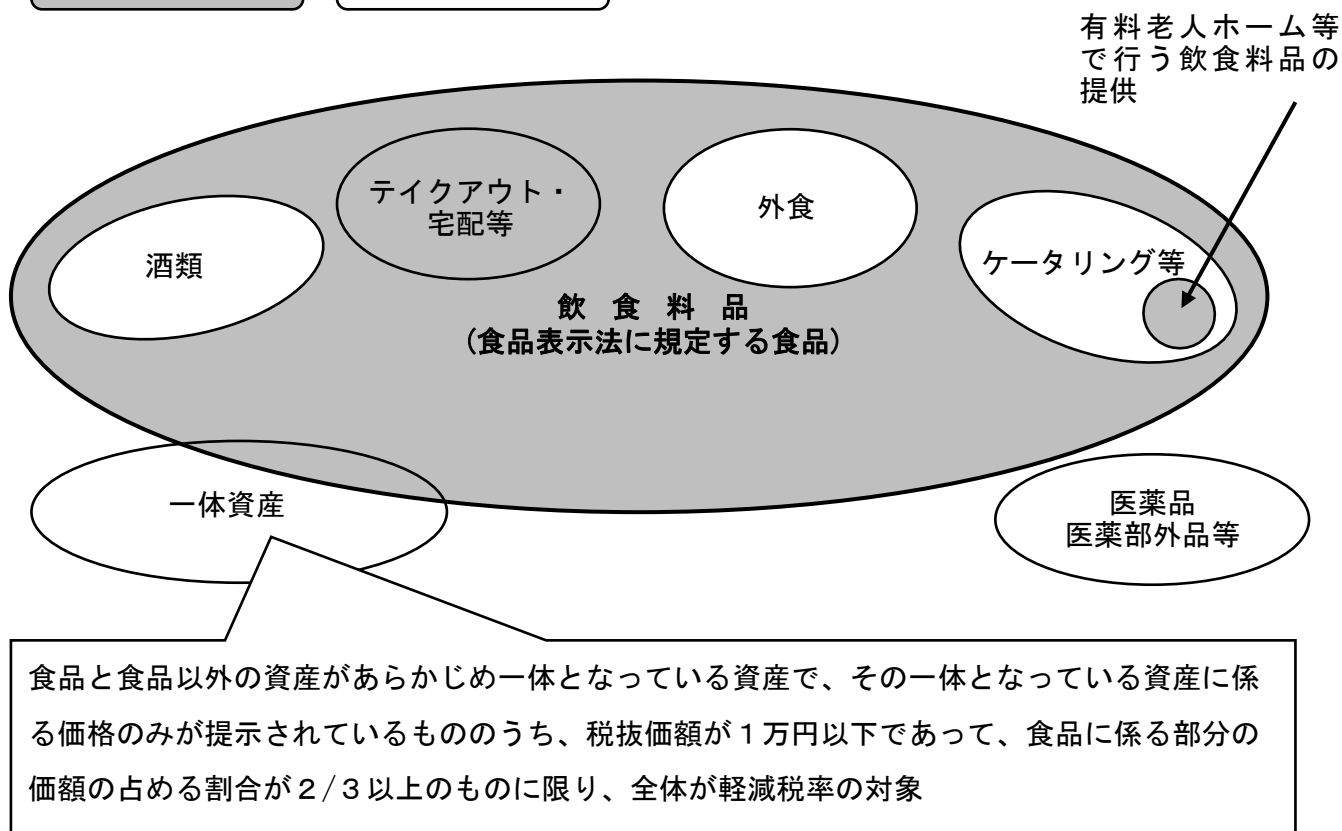 有料老人ホーム等
で行う飲食料品の
提供
テイクアウト・
宅配等
外食
酒類
ケータリング等
飲食料品
(食品表示法に規定する食品)
一体資産
医薬品
医薬部外品等
食品と食品以外の資産があらかじめ一体となっている資産で、その一体となっている資産に係
る価格のみが提示されているもののうち、税抜価額が1万円以下であって、食品に係る部分の
価額の占める割合が2/3以上のものに限り、全体が軽減税率の対象